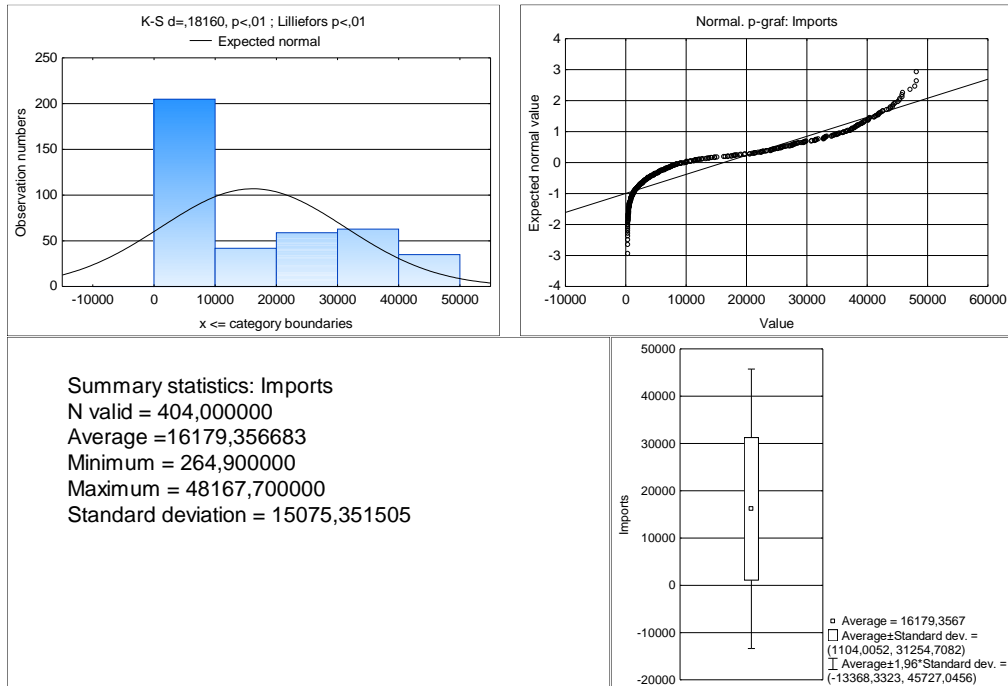 K-S d=,18160, p<,01 ; Lilliefors p<,01
Expected normal
250
200
150
100
50
0
Observation numbers
-10000 0 10000 20000 30000 40000 50000
x <= category boundaries
Normal. p-graf: Imports
4
3
2
1
0
-1
-2
-3
-4
Expected normal value
-10000 0 10000 20000 30000 40000 50000 60000
Value
Summary statistics: Imports
N valid = 404,000000
Average =16179,356683
Minimum = 264,900000
Maximum = 48167,700000
Standard deviation = 15075,351505
50000
40000
30000
20000
10000
0
-10000
-20000
Imports
Average = 16179,3567
Average±Standard dev. =
(1104,0052, 31254,7082)
Average±1,96*Standard dev. =
(-13368,3323, 45727,0456)